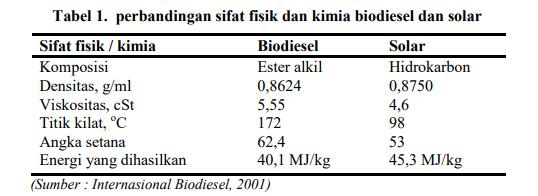 Tabel 1. perbandingan sifat fisik dan kimia biodiesel dan solar
Sifat fisik / kimia Biodiesel Solar
Komposisi Ester alkil Hidrokarbon
Densitas, g/ml 0,8624 0,8750
Viskositas, cSt 5,55 4,6
Titik kilat, °C 172 98
Angka setana 62,4 53
Energi yang dihasilkan 40,1 MJ/kg 45,3 MJ/kg
(Sumber : Internasional Biodiesel, 2001)